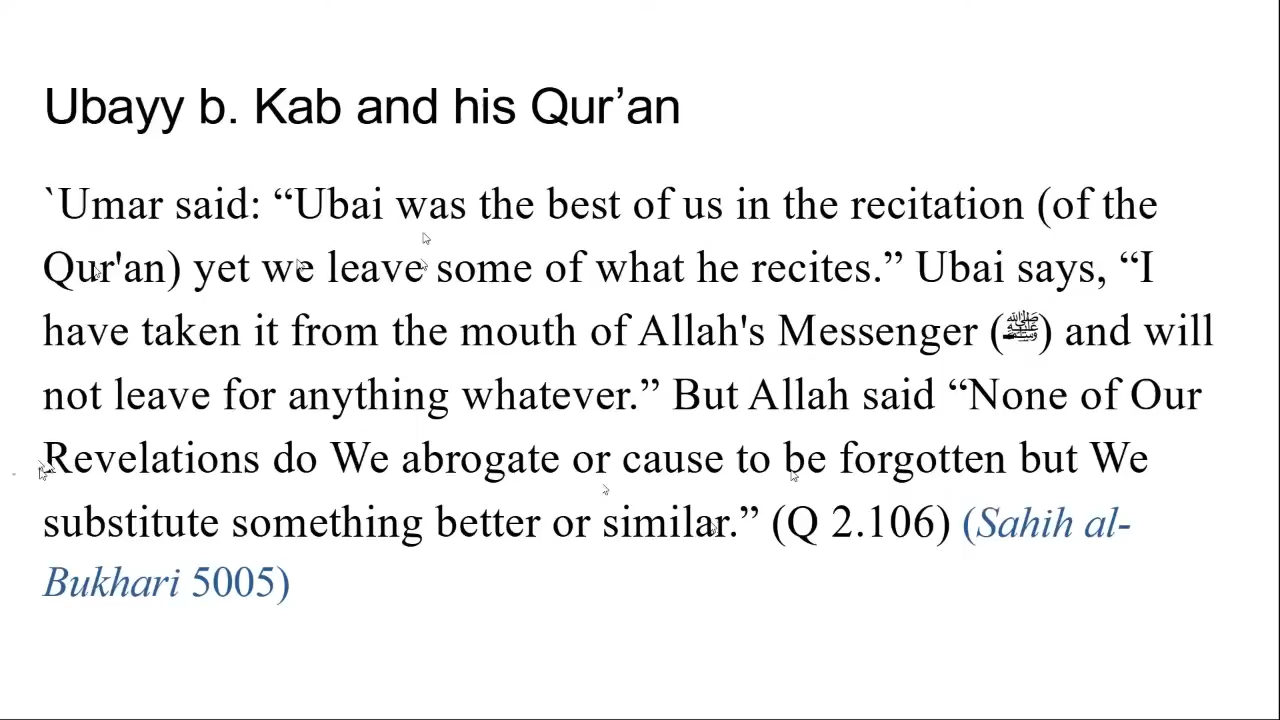 Ubayy b. Kab and his Qur’an
`Umar said: “Ubai was the best of us in the recitation (of the
Qur'an) yet we leave some of what he recites.” Ubai says, “I
have taken it from the mouth of Allah's Messenger (ﷺ) and will
not leave for anything whatever.” But Allah said “None of Our
Revelations do We abrogate or cause to be forgotten but We
substitute something better or similar.” (Q 2.106) (Sahih al-
Bukhari 5005)